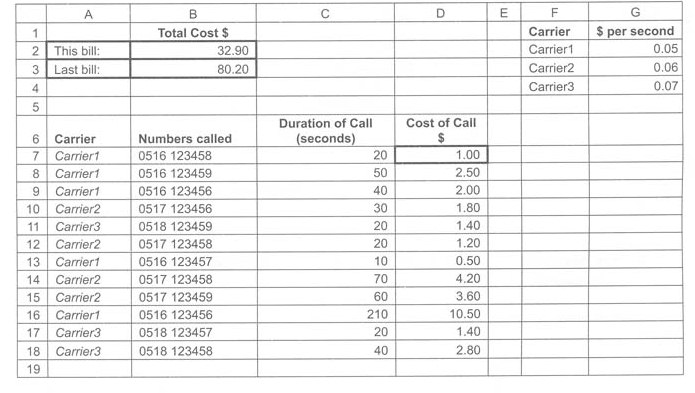 A B C D E F G
1 Total Cost $ Carrier $ per second
2 This bill: 32.90 Carrier1 0.05
3 Last bill: 80.20 Carrier2 0.06
4 Carrier3 0.07
5
Duration of Call Cost of Call
6 Carrier Numbers called (seconds) $
7 Carrier1 0516 123458 20 1.00
8 Carrier1 0516 123459 50 2.50
9 Carrier1 0516 123456 40 2.00
10 Carrier2 0517 123456 30 1.80
11 Carrier3 0518 123459 20 1.40
12 Carrier2 0517 123458 20 1.20
13 Carrier1 0516 123457 10 0.50
14 Carrier2 0517 123458 70 4.20
15 Carrier2 0517 123459 60 3.60
16 Carrier1 0516 123456 210 10.50
17 Carrier3 0518 123457 20 1.40
18 Carrier3 0518 123458 40 2.80
19